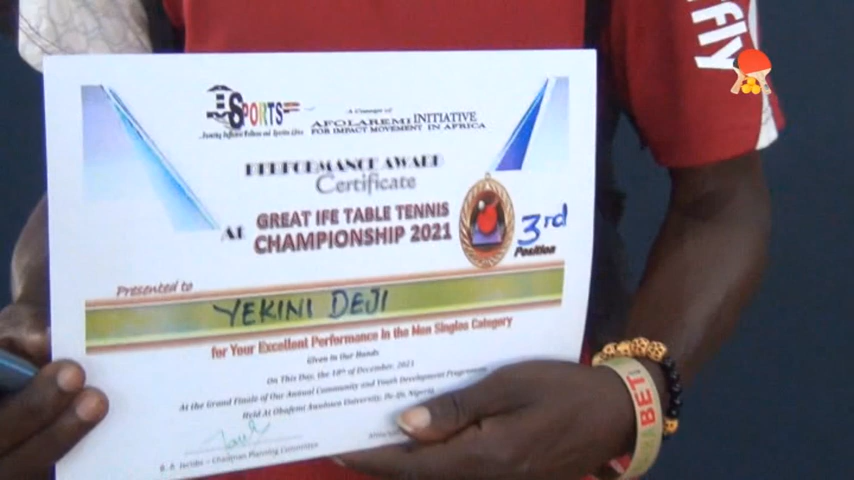 fly
SPORTS
A Concept of
AFOLAREMI INITIATIVE
FOR IMPACT MOVEMENT IN AFRICA
PERFORMANCE AWARD
Certificate
AT GREAT IFE TABLE TENNIS
CHAMPIONSHIP 2021
3rd
Position
Presented to
YEKINI DEJI
for Your Excellent Performance in the Men Singles Category
Given in Our Hands
On This Day, the 18th of December, 2021
At the Grand Finale of Our Annual Community and Youth Development Programme
Held At Obafemi Awolowo University, Ile-Ife, Nigeria
B. A. Jacobs – Chairman Planning Committee
BET